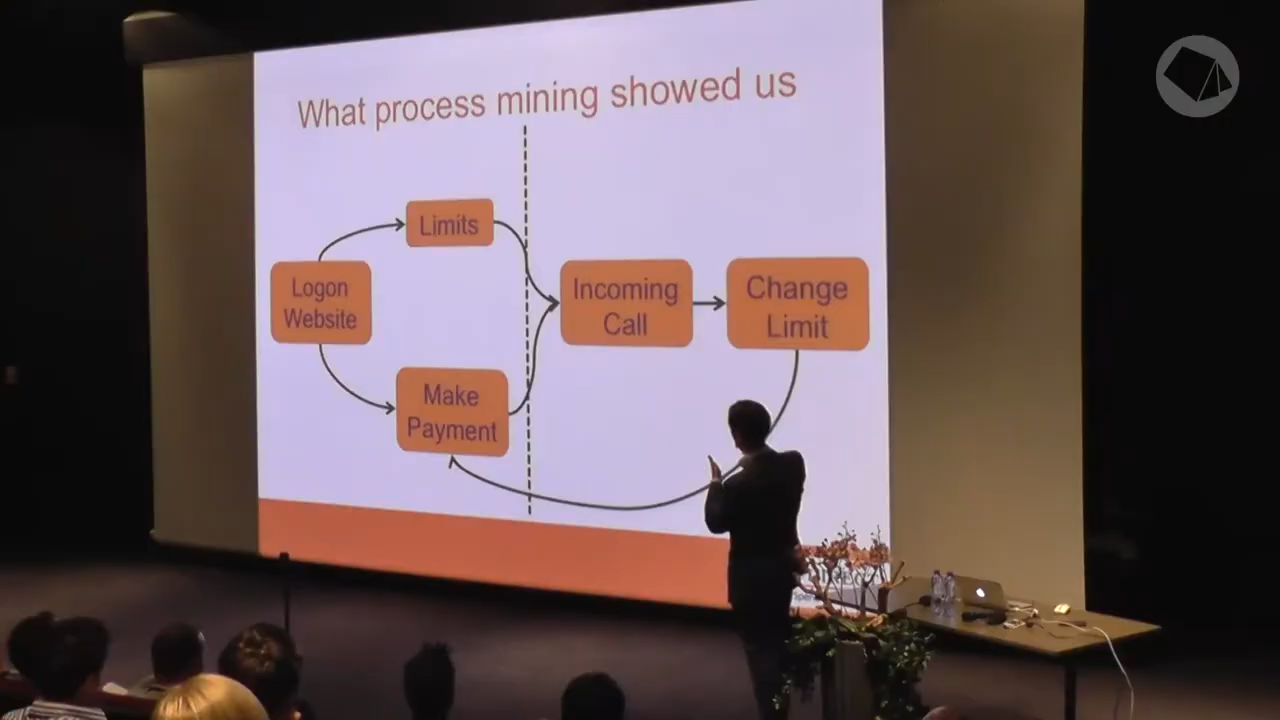 What process mining showed us
Limits
Logon
Website
Incoming
Call
Change
Limit
Make
Payment